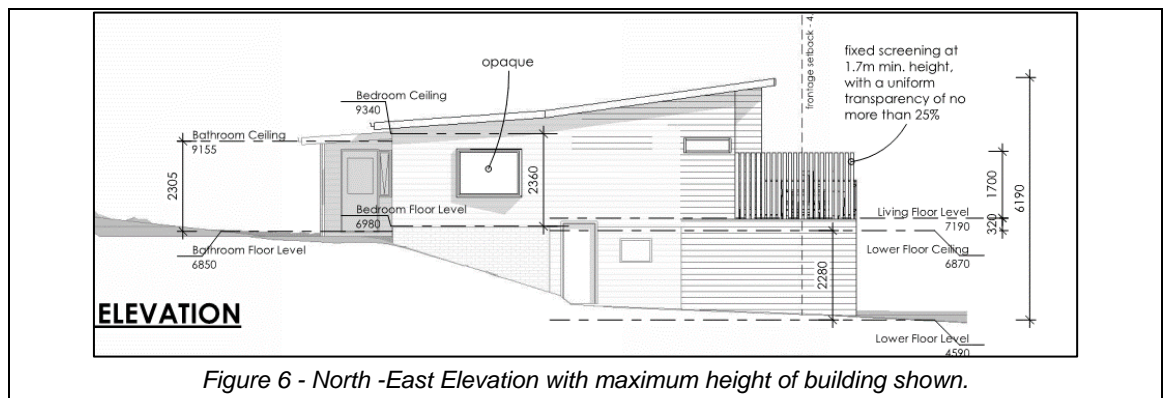 opaque
frontage setback - 4.
fixed screening at
1.7m min. height,
with a uniform
transparency of no
more than 25%
Bedroom Ceiling
9340
Bathroom Ceiling
9155
2305
2360
1700
6190
Bedroom Floor Level
6980
Living Floor Level
7190
320
Bathroom Floor Level
6850
Lower Floor Ceiling
6870
2280
ELEVATION
Lower Floor Level
4590
Figure 6 - North -East Elevation with maximum height of building shown.